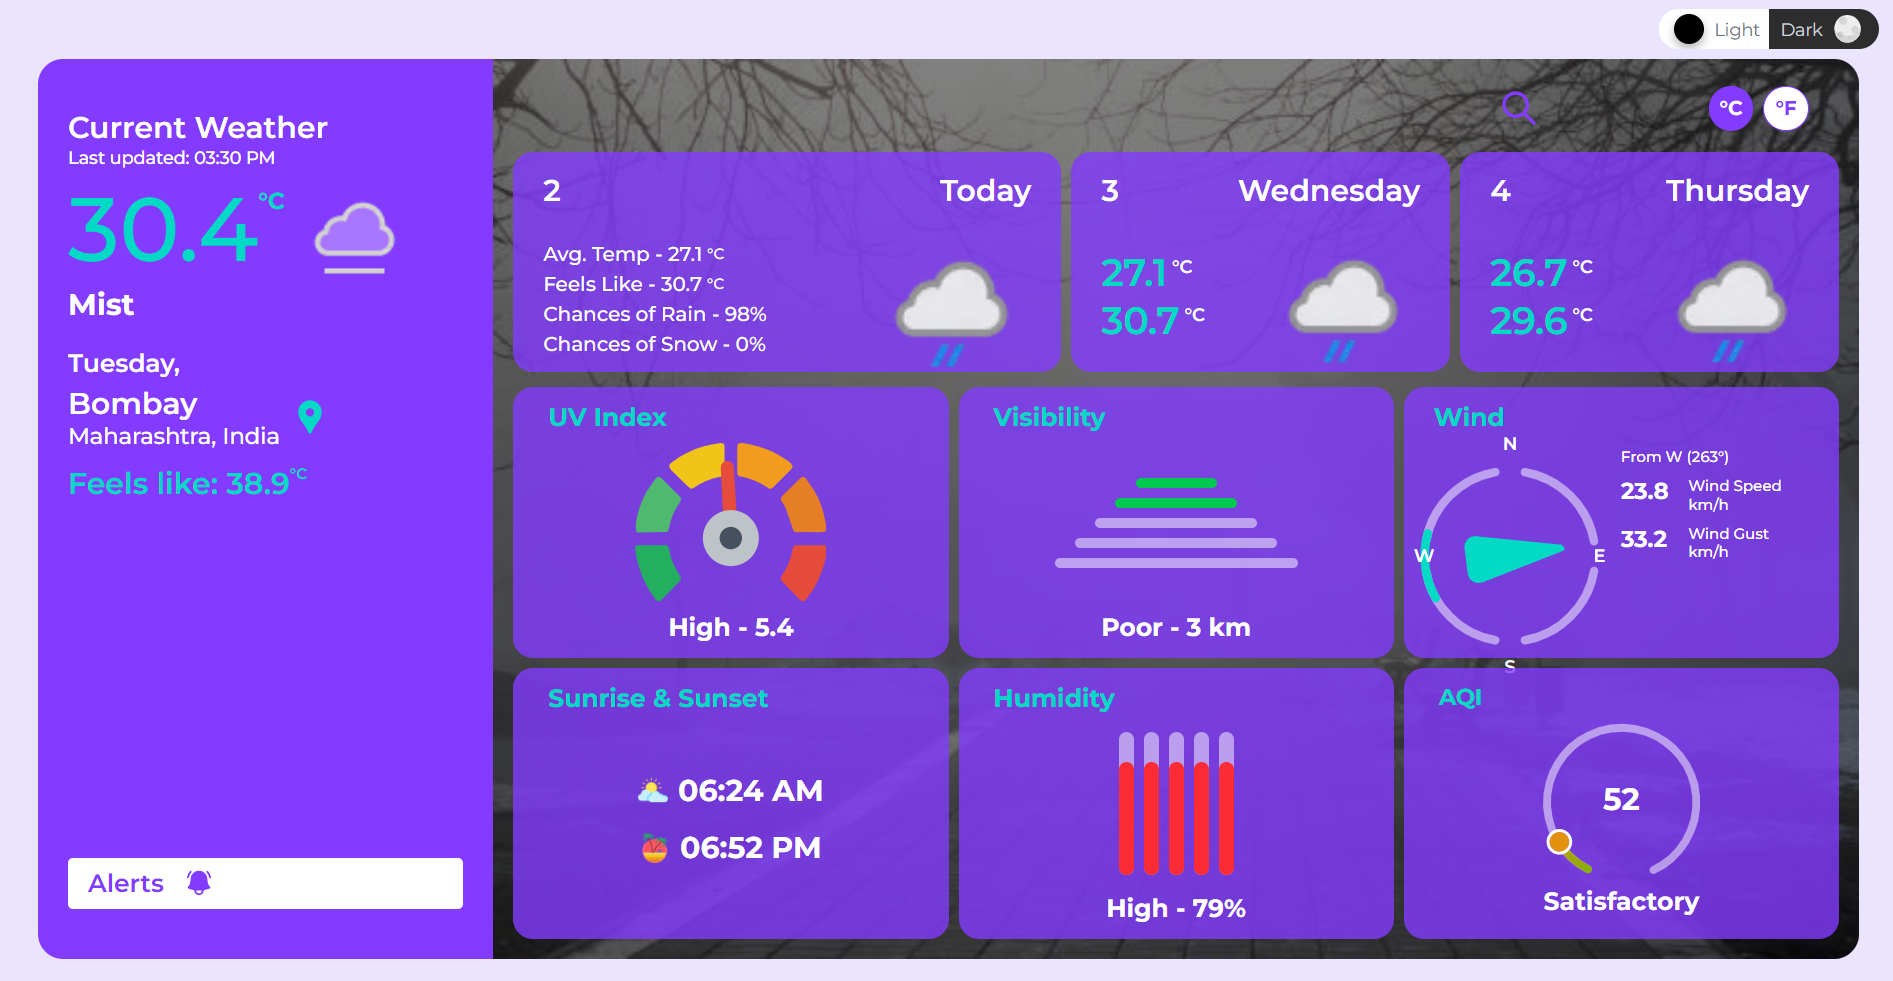 Light
Dark
Current Weather
Last updated: 03:30 PM
30.4 °C
Mist
Tuesday,
Bombay
Maharashtra, India
Feels like: 38.9 °C
Alerts
°C
°F
2
Today
Avg. Temp - 27.1 °C
Feels Like - 30.7 °C
Chances of Rain - 98%
Chances of Snow - 0%
3
Wednesday
27.1 °C
30.7 °C
4
Thursday
26.7 °C
29.6 °C
UV Index
High - 5.4
Visibility
Poor - 3 km
Wind
N
W
E
S
From W (263°)
23.8
Wind Speed
km/h
33.2
Wind Gust
km/h
Sunrise & Sunset
06:24 AM
06:52 PM
Humidity
High - 79%
AQI
52
Satisfactory